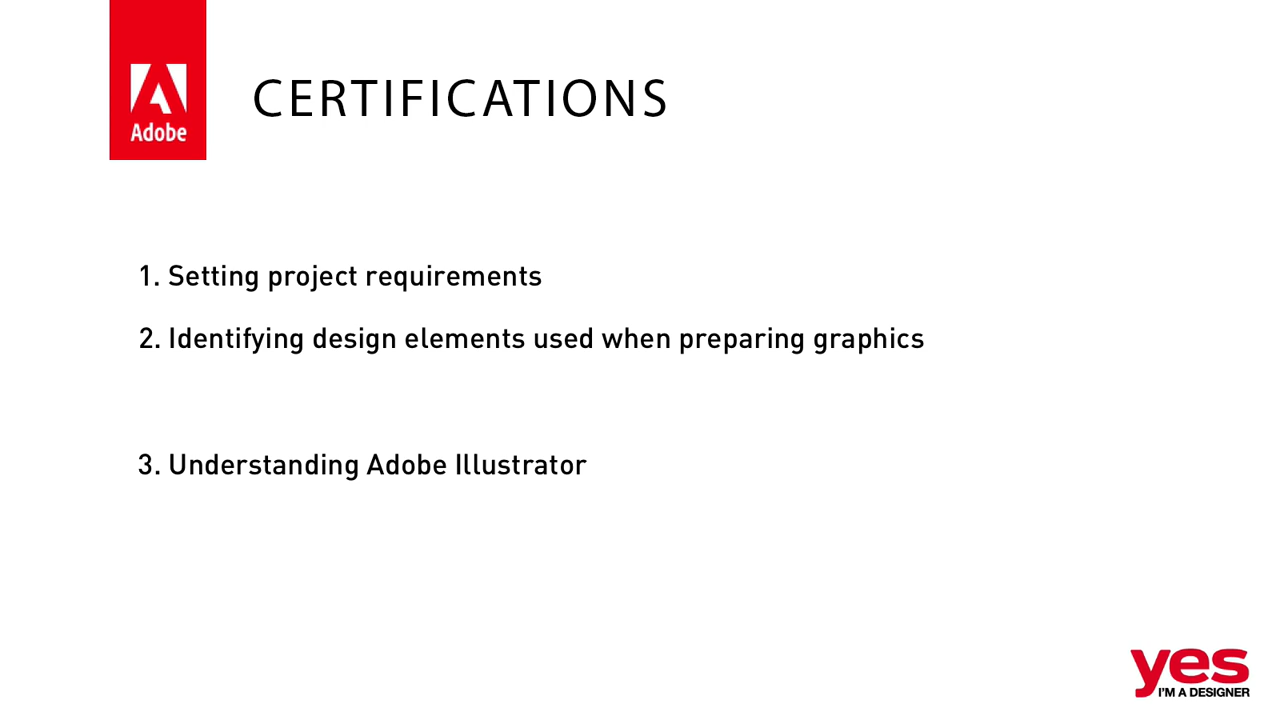 Adobe
CERTIFICATIONS
1. Setting project requirements
2. Identifying design elements used when preparing graphics
3. Understanding Adobe Illustrator
yes
I'M A DESIGNER